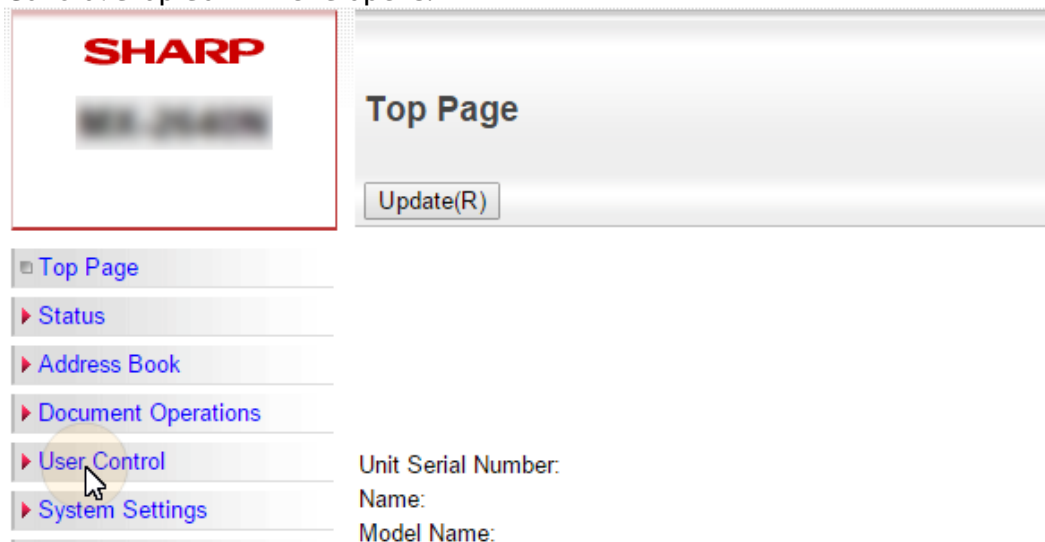 SHARP
Top Page
Update(R)
Top Page
Status
Address Book
Document Operations
User Control
System Settings
Unit Serial Number:
Name:
Model Name: